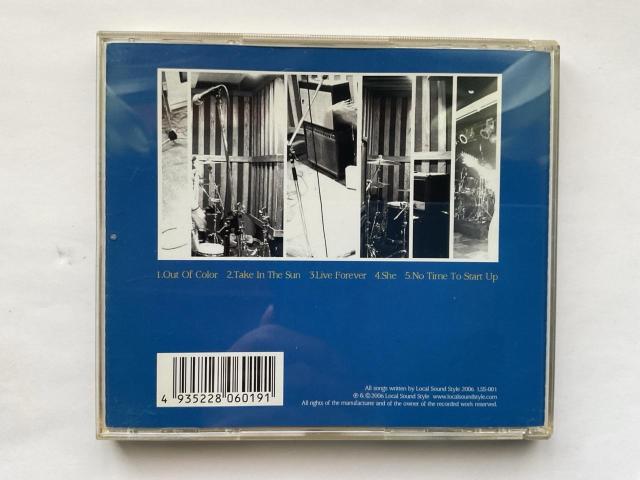 1.Out Of Color 2.Take In The Sun 3.Live Forever 4.She 5.No Time To Start Up
All songs written by Local Sound Style 2006 LSS-001
℗ & © 2006 Local Sound Style www.localsoundstyle.com
All rights of the manufacturer and of the owner of the recorded work reserved.
4 935228 060191